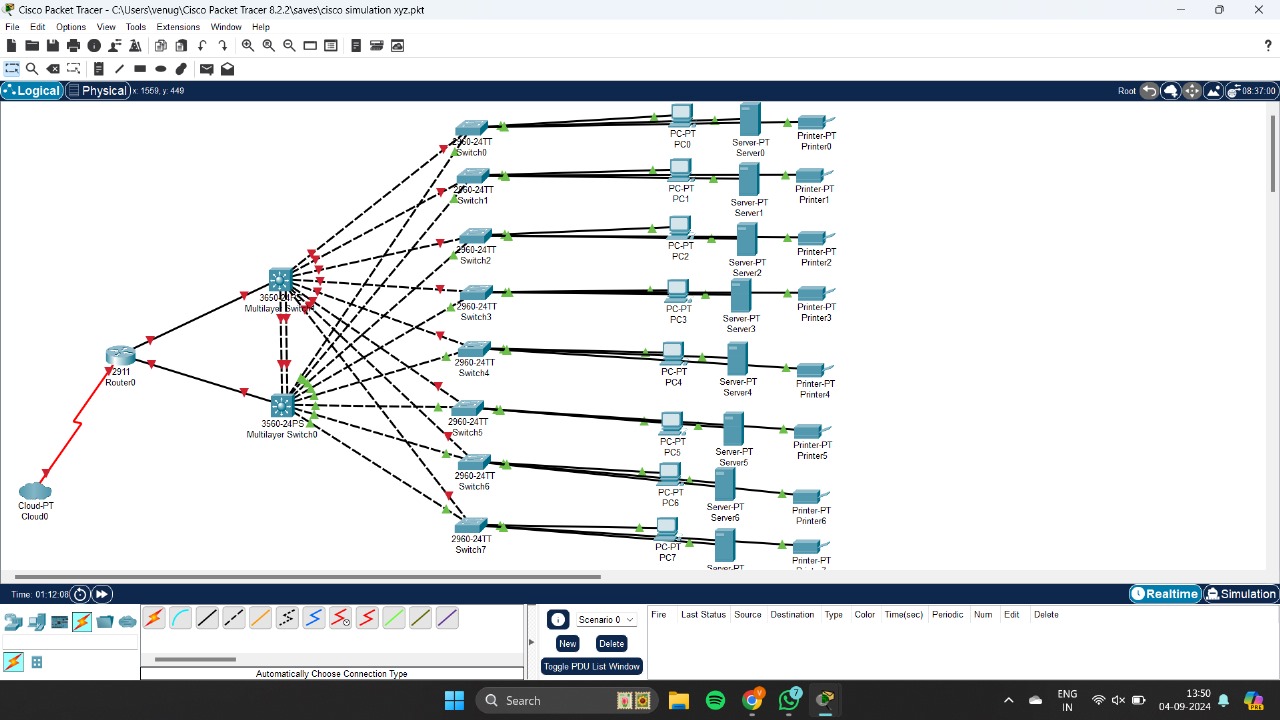 Cisco Packet Tracer - C:\Users\venug\Cisco Packet Tracer 8.2.2\saves\cisco simulation xyz.pkt
File Edit Options View Tools Extensions Window Help
Logical Physical x: 1559, y: 449 Root 08:37:00
2960-24TT
Switch0
PC-PT
PC0
Server-PT
Server0
Printer-PT
Printer0
2960-24TT
Switch1
PC-PT
PC1
Server-PT
Server1
Printer-PT
Printer1
2960-24TT
Switch2
PC-PT
PC2
Server-PT
Server2
Printer-PT
Printer2
3650-24PS
Multilayer
2960-24TT
Switch3
PC-PT
PC3
Server-PT
Server3
Printer-PT
Printer3
2911
Router0
2960-24TT
Switch4
PC-PT
PC4
Server-PT
Server4
Printer-PT
Printer4
3560-24PS
Multilayer Switch0
2960-24TT
Switch5
PC-PT
PC5
Server-PT
Server5
Printer-PT
Printer5
2960-24TT
Switch6
PC-PT
PC6
Server-PT
Server6
Printer-PT
Printer6
Cloud-PT
Cloud0
2960-24TT
Switch7
PC-PT
PC7
Server-PT
Printer-PT
Time: 01:12:08 Realtime Simulation
Scenario 0
New Delete
Toggle PDU List Window
Fire Last Status Source Destination Type Color Time(sec) Periodic Num Edit Delete
Automatically Choose Connection Type
Search
7
ENG
IN
13:50
04-09-2024
PRE